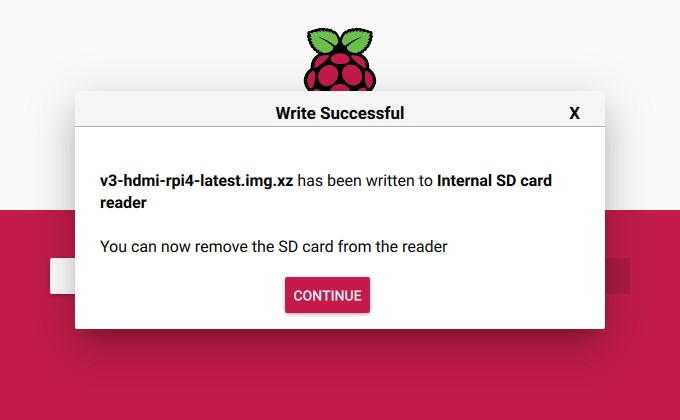 Write Successful
X
v3-hdmi-rpi4-latest.img.xz has been written to Internal SD card
reader
You can now remove the SD card from the reader
CONTINUE